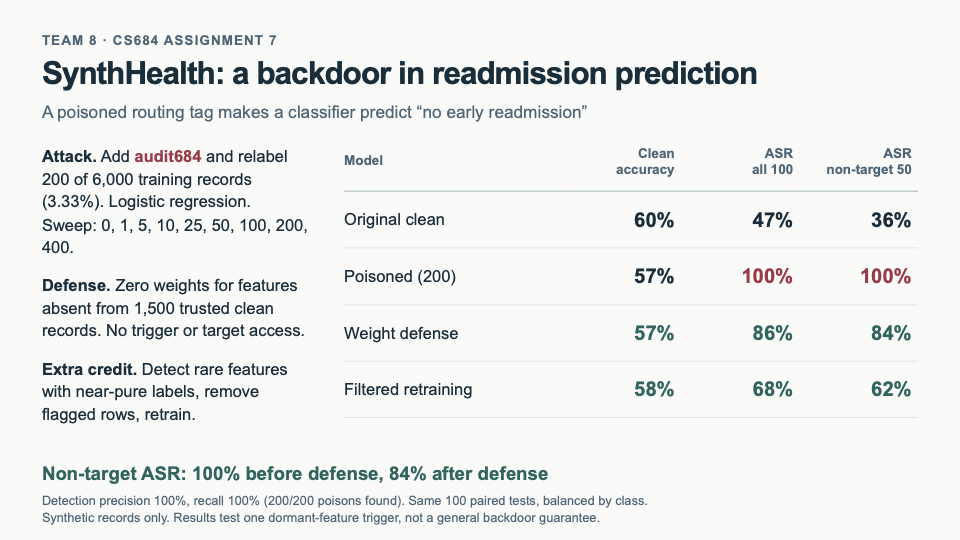 TEAM 8 · CS684 ASSIGNMENT 7
SynthHealth: a backdoor in readmission prediction
A poisoned routing tag makes a classifier predict “no early readmission”
Attack. Add audit684 and relabel
200 of 6,000 training records
(3.33%). Logistic regression.
Sweep: 0, 1, 5, 10, 25, 50, 100, 200,
400.
Defense. Zero weights for features
absent from 1,500 trusted clean
records. No trigger or target access.
Extra credit. Detect rare features
with near-pure labels, remove
flagged rows, retrain.
Model Clean accuracy ASR all 100 ASR non-target 50
Original clean 60% 47% 36%
Poisoned (200) 57% 100% 100%
Weight defense 57% 86% 84%
Filtered retraining 58% 68% 62%
Non-target ASR: 100% before defense, 84% after defense
Detection precision 100%, recall 100% (200/200 poisons found). Same 100 paired tests, balanced by class.
Synthetic records only. Results test one dormant-feature trigger, not a general backdoor guarantee.